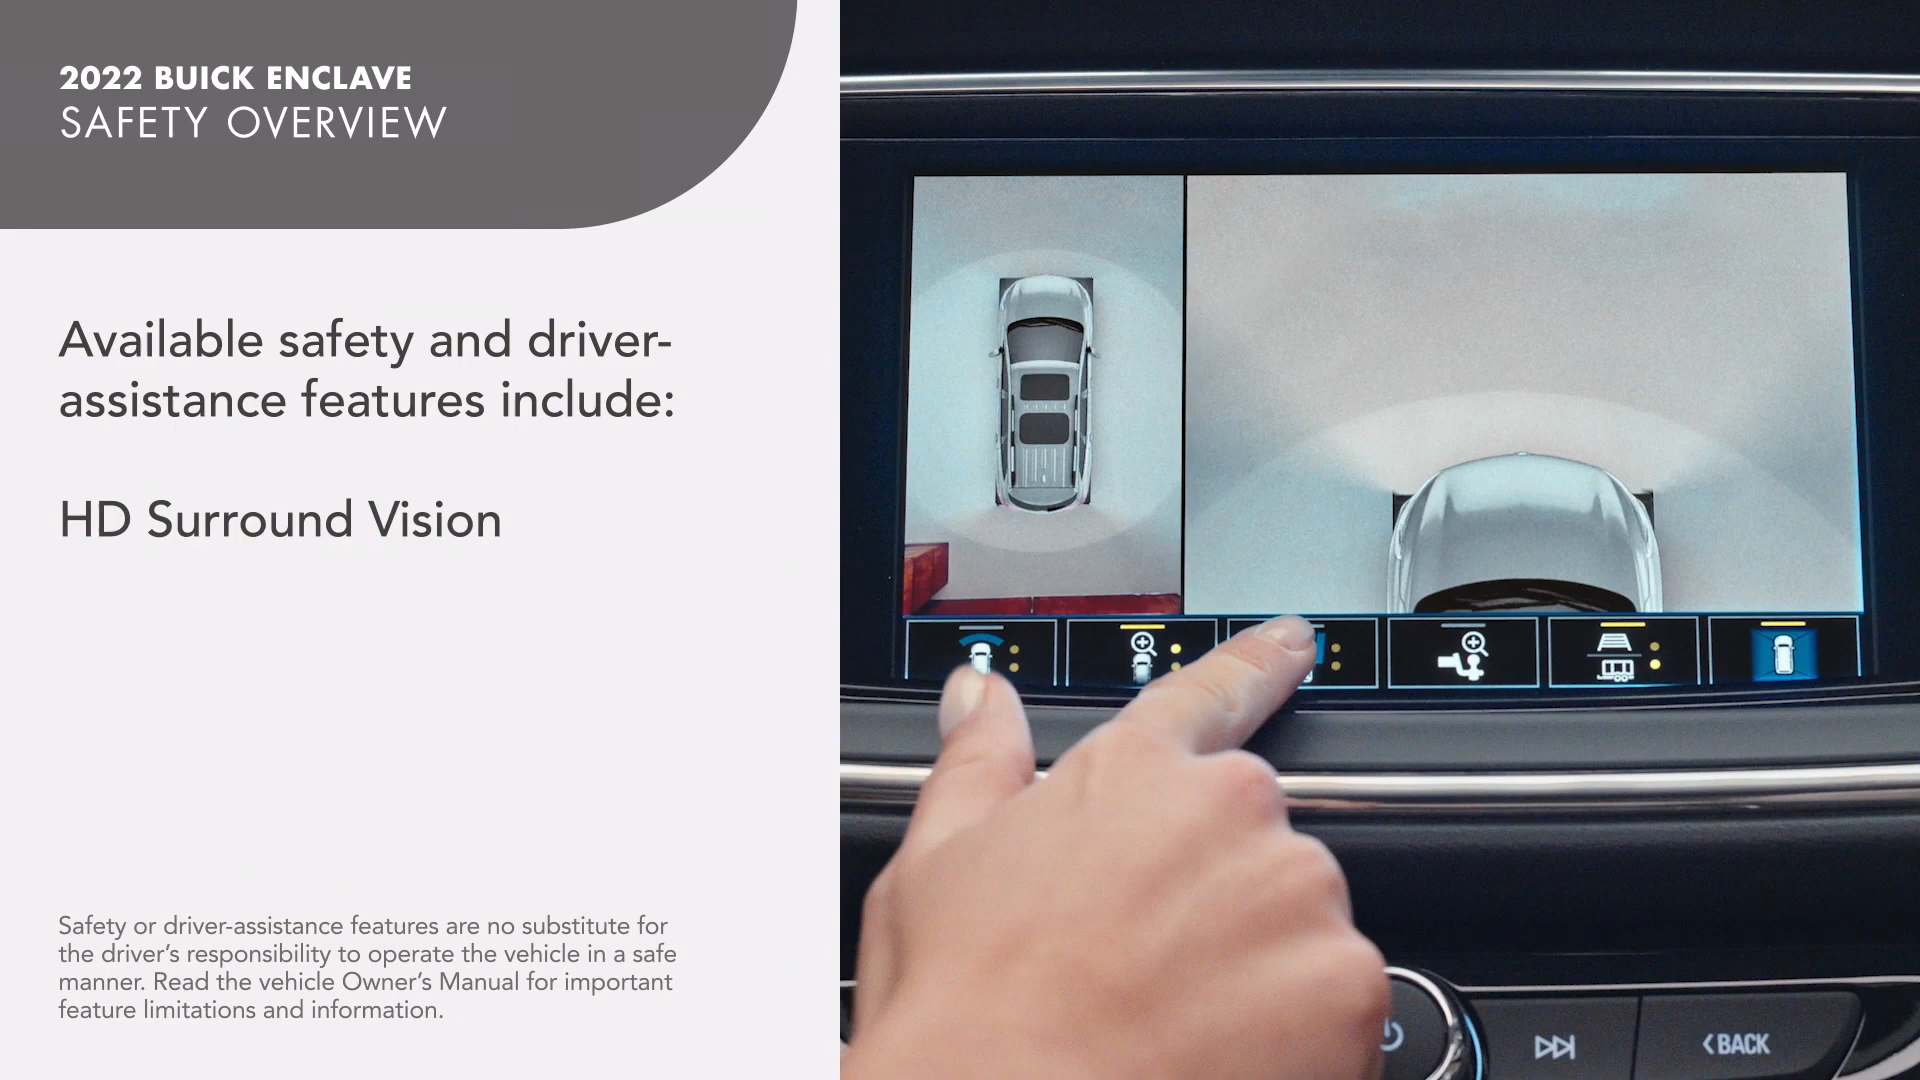 2022 BUICK ENCLAVE
SAFETY OVERVIEW
Available safety and driver-
assistance features include:
HD Surround Vision
Safety or driver-assistance features are no substitute for
the driver's responsibility to operate the vehicle in a safe
manner. Read the vehicle Owner's Manual for important
feature limitations and information.
BACK